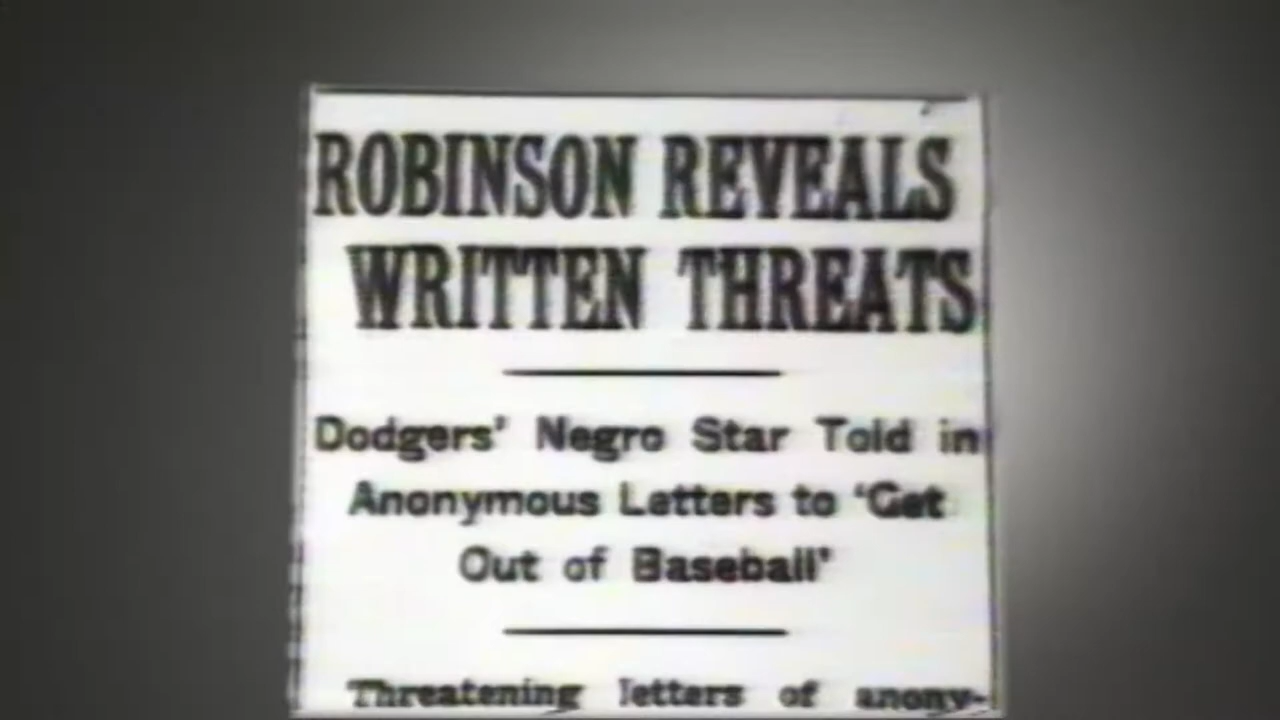 ROBINSON REVEALS
WRITTEN THREATS
Dodgers' Negro Star Told in
Anonymous Letters to 'Get
Out of Baseball'
Threatening letters of anony-